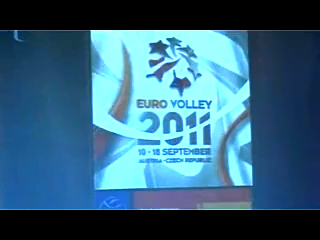 EURO VOLLEY
2011
10 - 18 SEPTEMBER
AUSTRIA - CZECH REPUBLIC